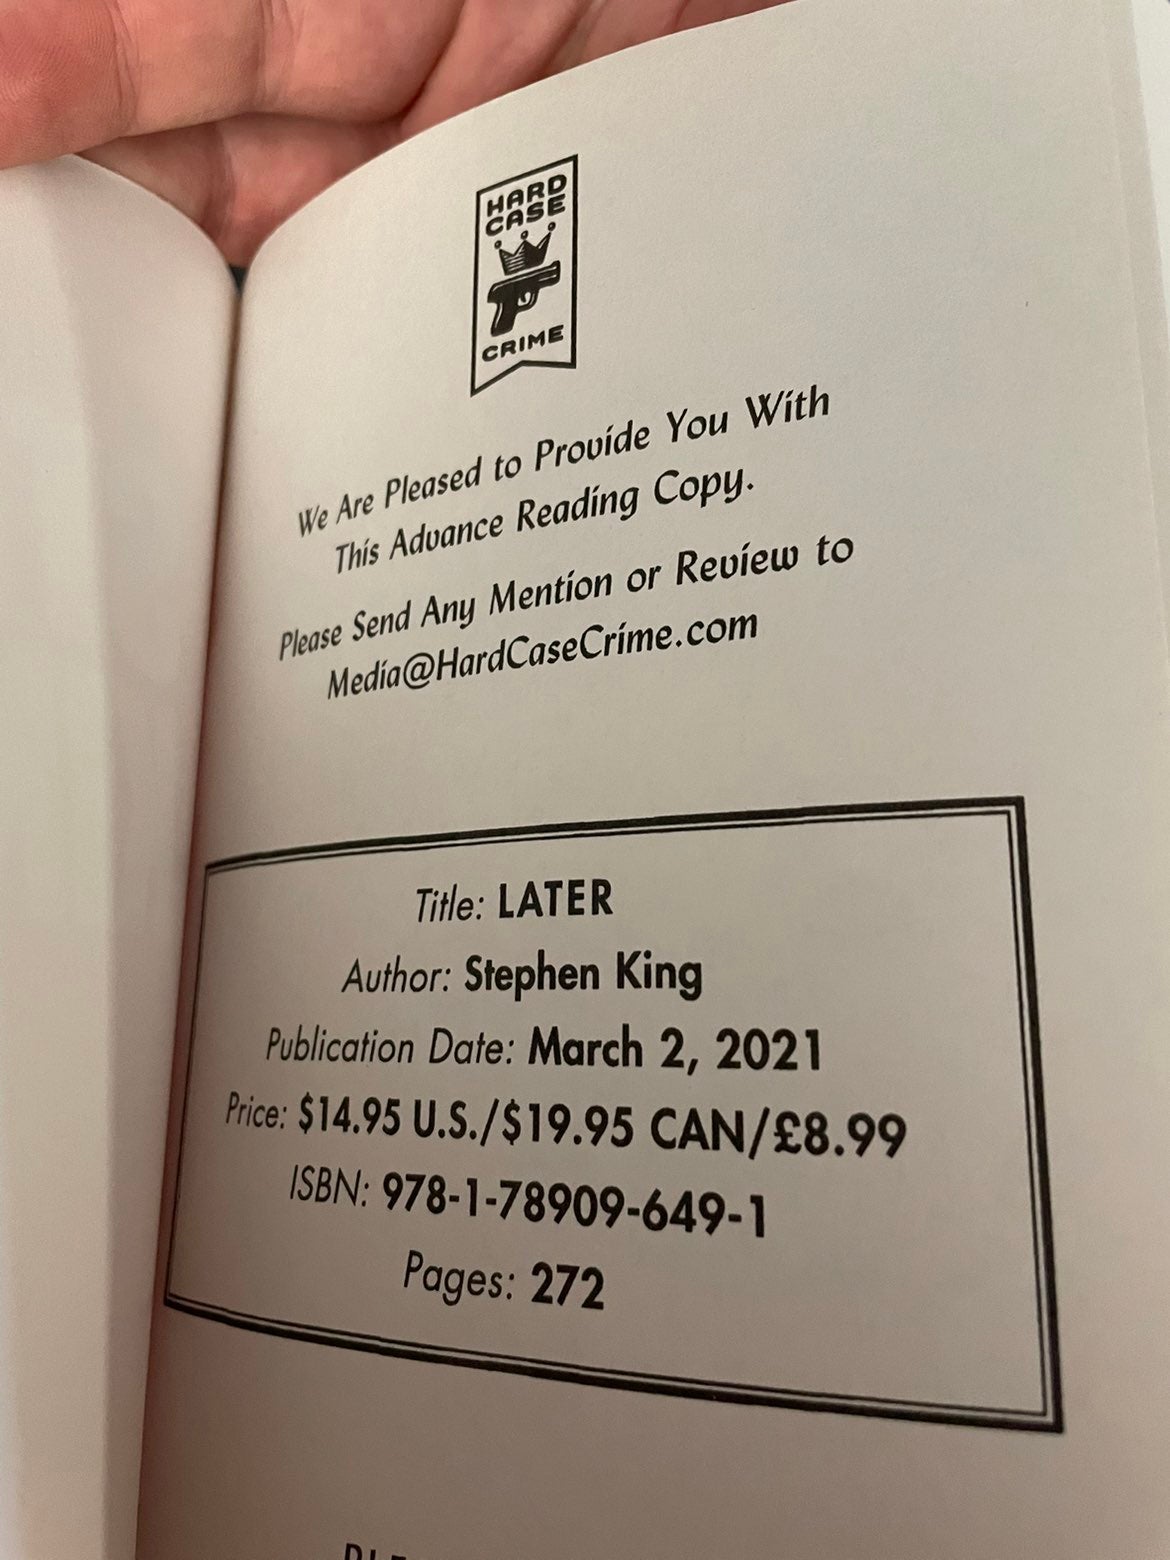 HARD
CASE
CRIME
We Are Pleased to Provide You With
This Advance Reading Copy.
Please Send Any Mention or Review to
Media@HardCaseCrime.com
Title: LATER
Author: Stephen King
Publication Date: March 2, 2021
Price: $14.95 U.S./$19.95 CAN/£8.99
ISBN: 978-1-78909-649-1
Pages: 272